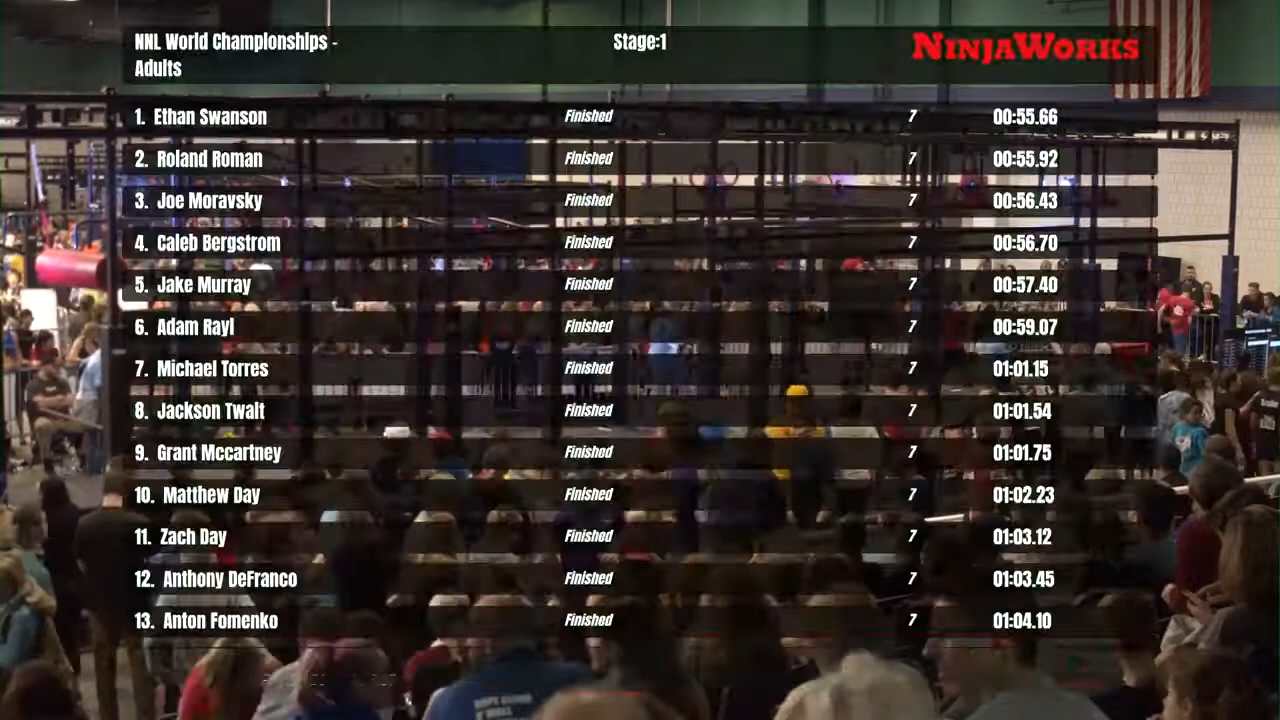 NNL World Championships -
Adults
Stage:1
NINJAWORKS
1. Ethan Swanson Finished 7 00:55.66
2. Roland Roman Finished 7 00:55.92
3. Joe Moravsky Finished 7 00:56.43
4. Caleb Bergstrom Finished 7 00:56.70
5. Jake Murray Finished 7 00:57.40
6. Adam Rayl Finished 7 00:59.07
7. Michael Torres Finished 7 01:01.15
8. Jackson Twait Finished 7 01:01.54
9. Grant Mccartney Finished 7 01:01.75
10. Matthew Day Finished 7 01:02.23
11. Zach Day Finished 7 01:03.12
12. Anthony DeFranco Finished 7 01:03.45
13. Anton Fomenko Finished 7 01:04.10